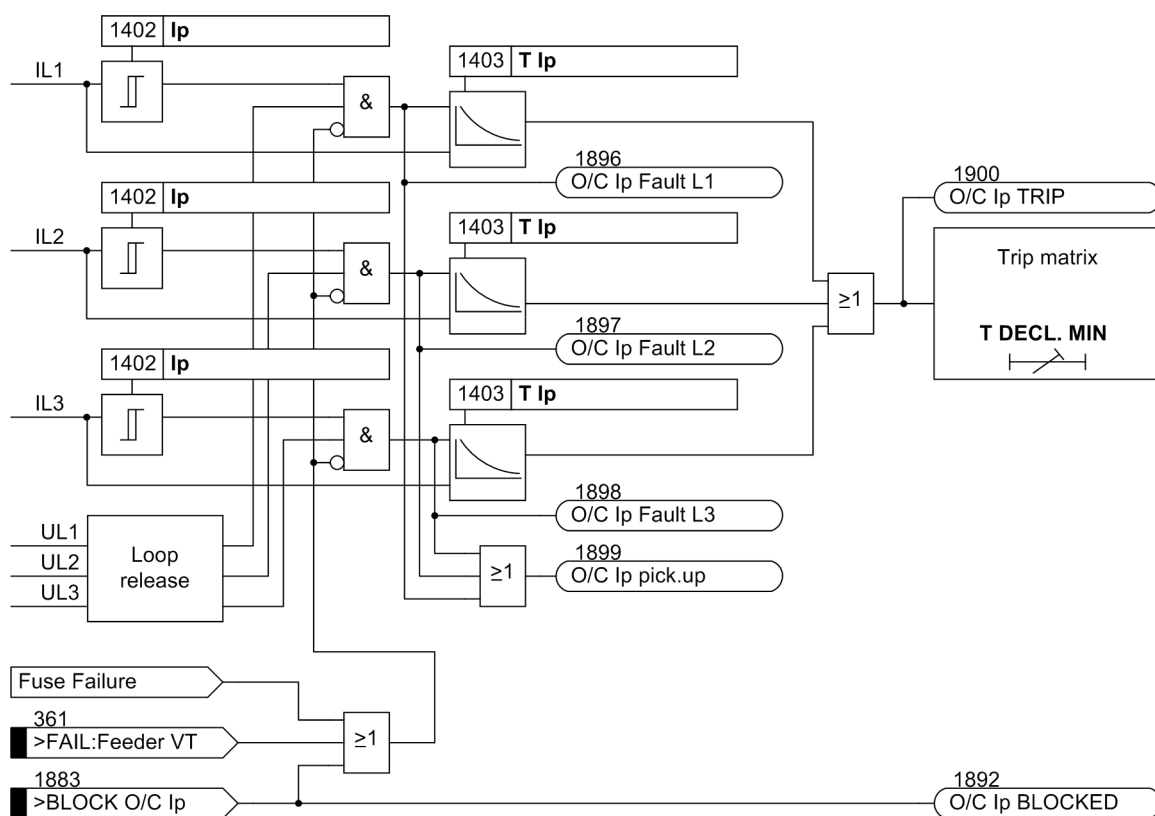 1402 Ip
IL1
&
1403 T Ip
1896
O/C Ip Fault L1
1402 Ip
IL2
&
1403 T Ip
1897
O/C Ip Fault L2
1402 Ip
IL3
&
1403 T Ip
1898
O/C Ip Fault L3
≥1
1899
O/C Ip pick.up
≥1
1900
O/C Ip TRIP
Trip matrix
T DECL. MIN
UL1
UL2
UL3
Loop
release
Fuse Failure
361
>FAIL:Feeder VT
≥1
1883
>BLOCK O/C Ip
1892
O/C Ip BLOCKED